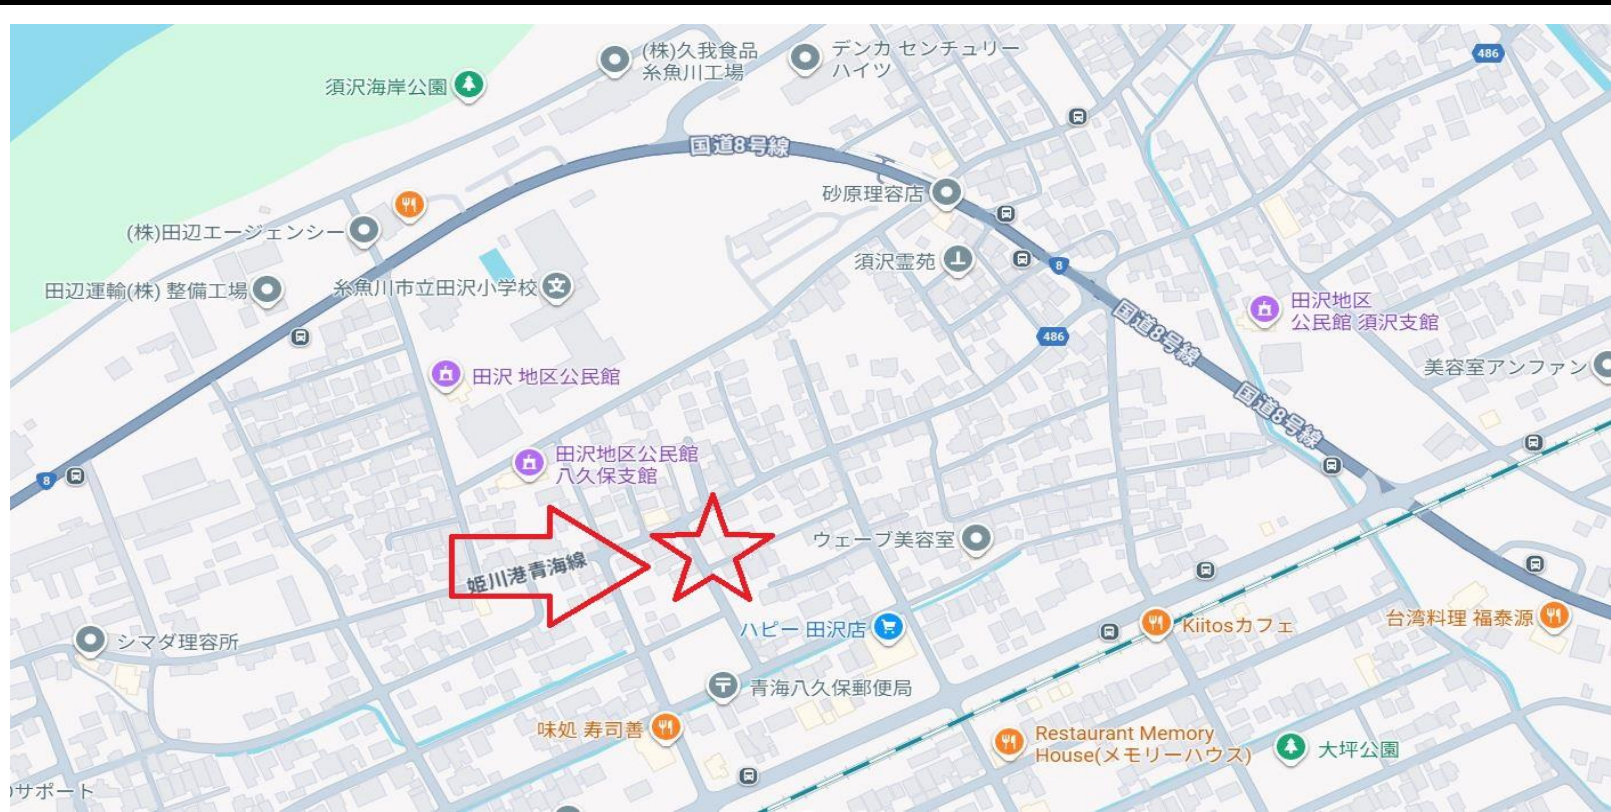 (株)久我食品
糸魚川工場
デンカ センチュリー
ハイツ
486
須沢海岸公園
国道8号線
砂原理容店
(株)田辺エージェンシー
須沢霊苑
8
田辺運輸(株) 整備工場
糸魚川市立田沢小学校
文
田沢地区
公民館 須沢支館
国道8号線
486
美容室アンファン
田沢 地区公民館
国道8号線
田沢地区公民館
八久保支館
8
ウェーブ美容室
姫川港青海線
ハピー 田沢店
Kiitosカフェ
台湾料理 福泰源
シマダ理容所
〒
青海八久保郵便局
味処 寿司善
Restaurant Memory
House(メモリーハウス)
大坪公園
サポート